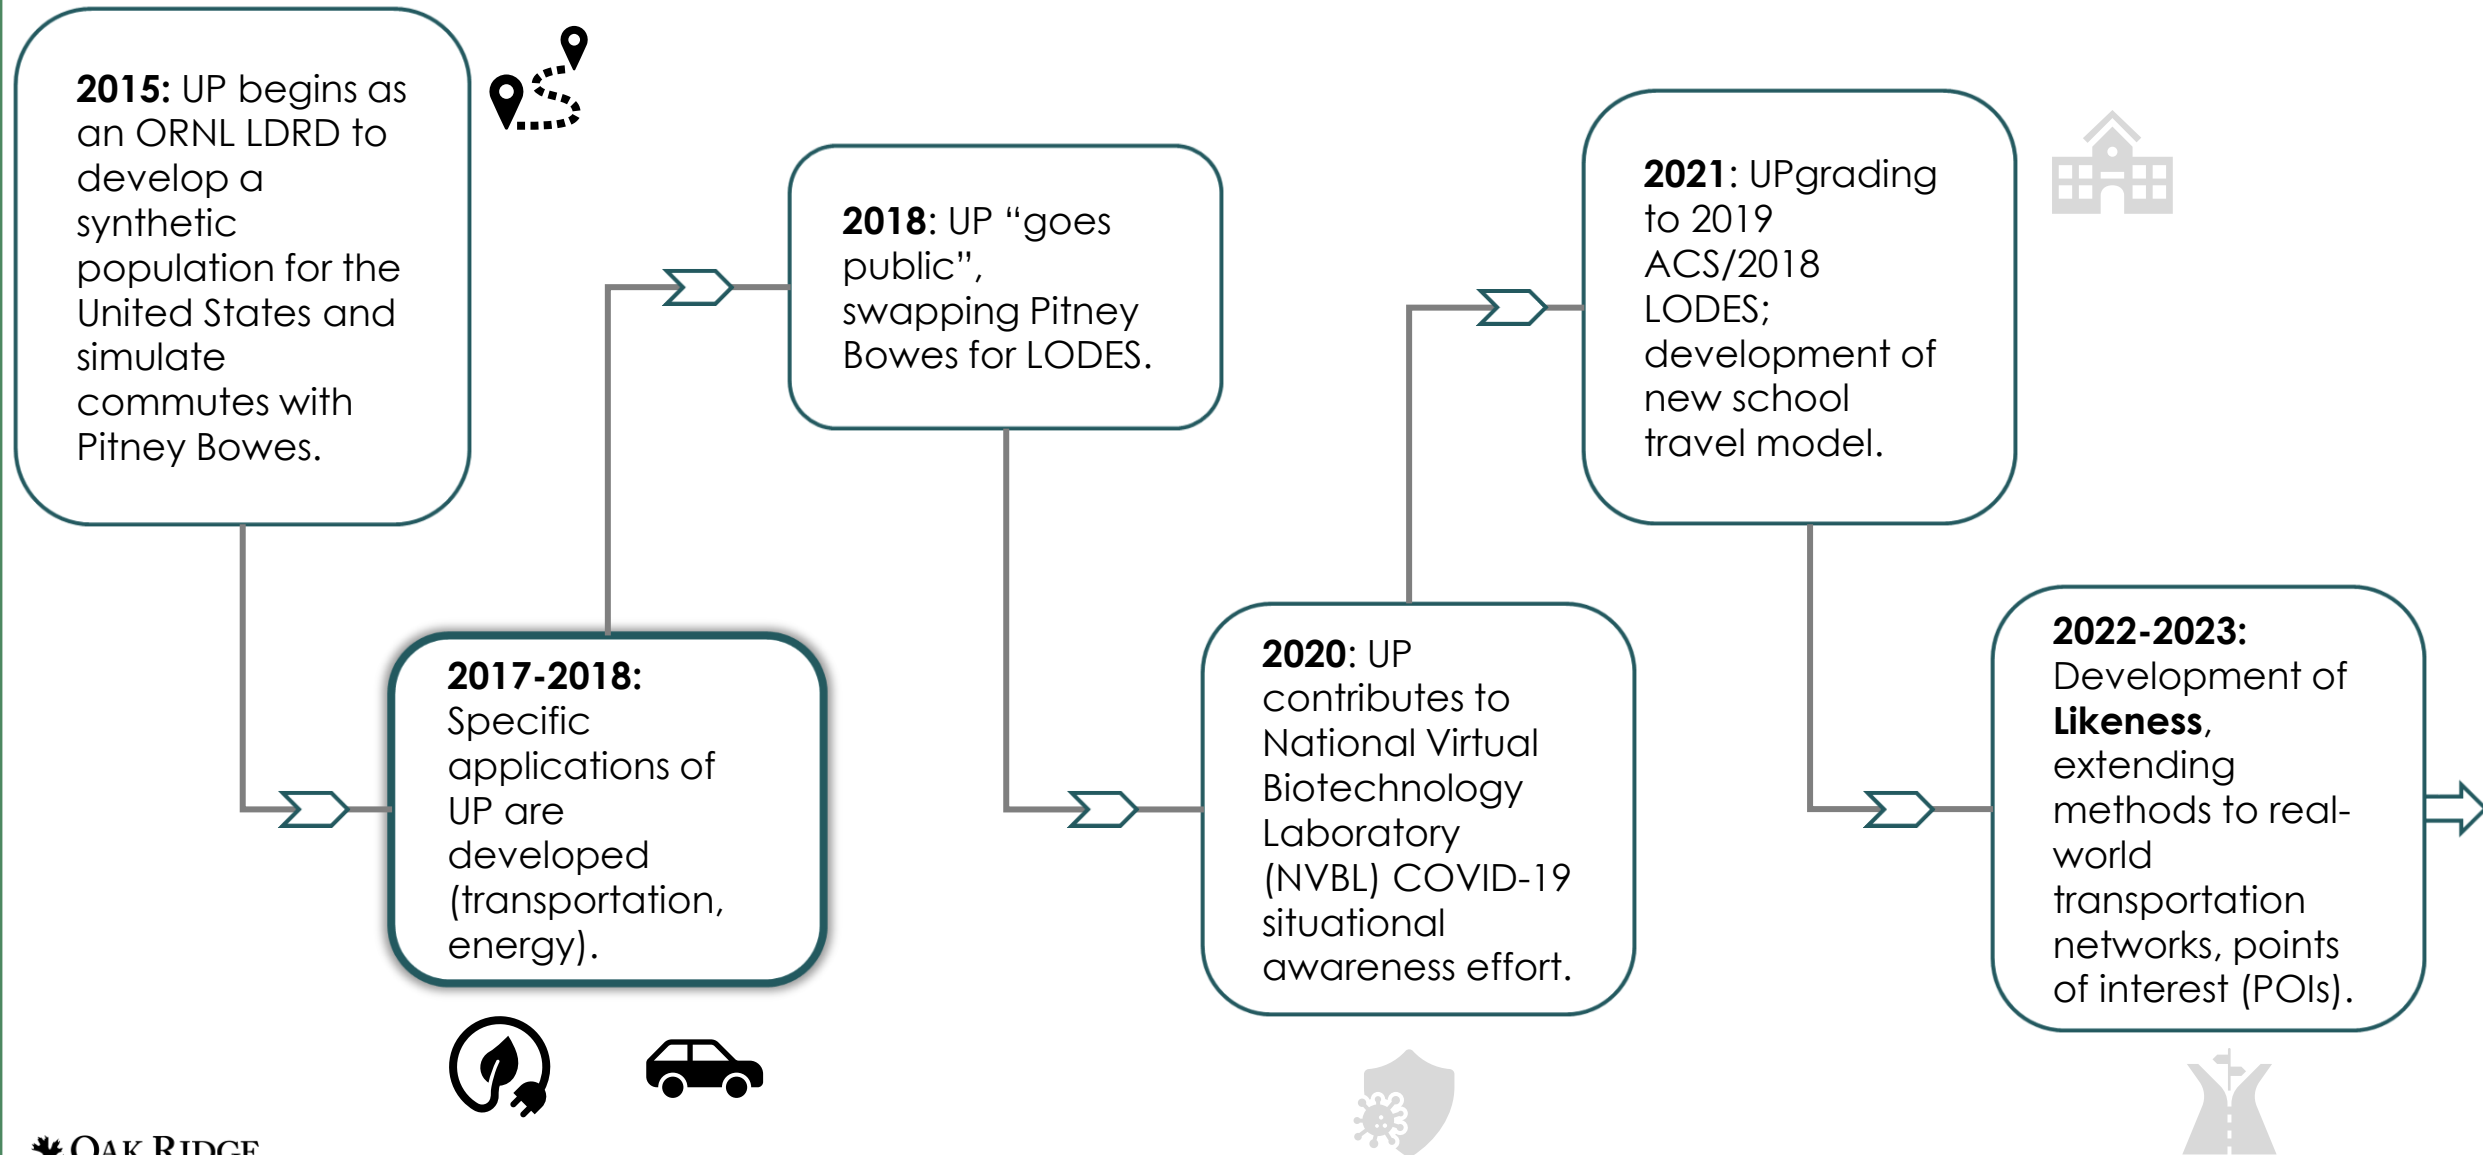 2015: UP begins as
an ORNL LDRD to
develop a
synthetic
population for the
United States and
simulate
commutes with
Pitney Bowes.
2017-2018:
Specific
applications of
UP are
developed
(transportation,
energy).
2018: UP “goes
public”,
swapping Pitney
Bowes for LODES.
2020: UP
contributes to
National Virtual
Biotechnology
Laboratory
(NVBL) COVID-19
situational
awareness effort.
2021: UPgrading
to 2019
ACS/2018
LODES;
development of
new school
travel model.
2022-2023:
Development of
Likeness,
extending
methods to real-
world
transportation
networks, points
of interest (POIs).
OAK RIDGE